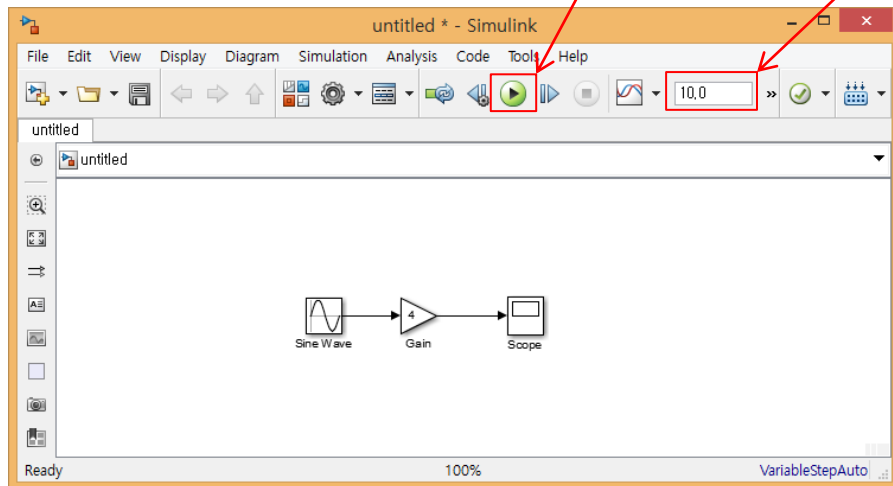 untitled * - Simulink
File Edit View Display Diagram Simulation Analysis Code Tools Help
10.0 »
untitled
untitled
A
4
Sine Wave Gain Scope
Ready 100% VariableStepAuto